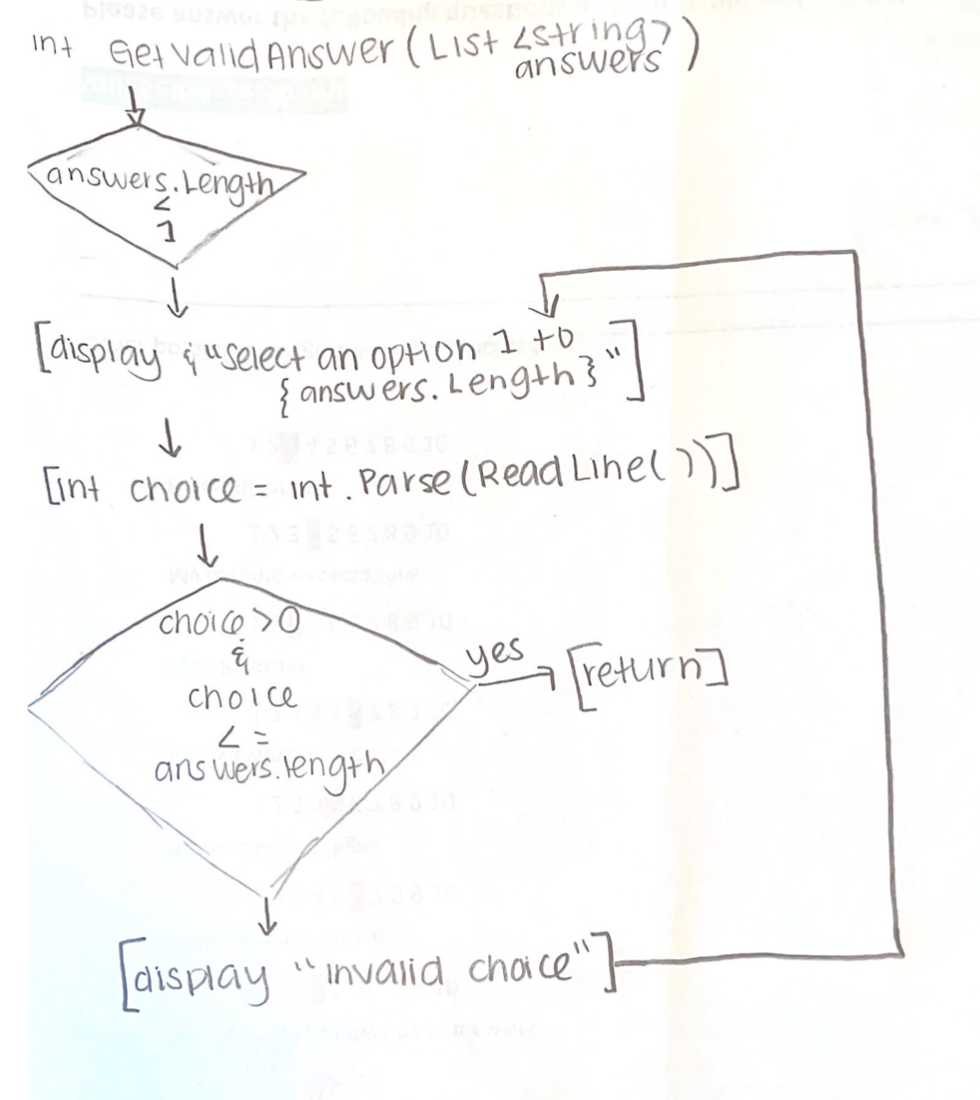 int GetValidAnswer (List <string>
answers )
answers.Length
<
1
[display & "select an option 1 to
{answers.Length}"]
[int choice = int.Parse(ReadLine())]
choice > 0
&
choice
< =
answers.length
yes
[return]
[display "invalid choice"]